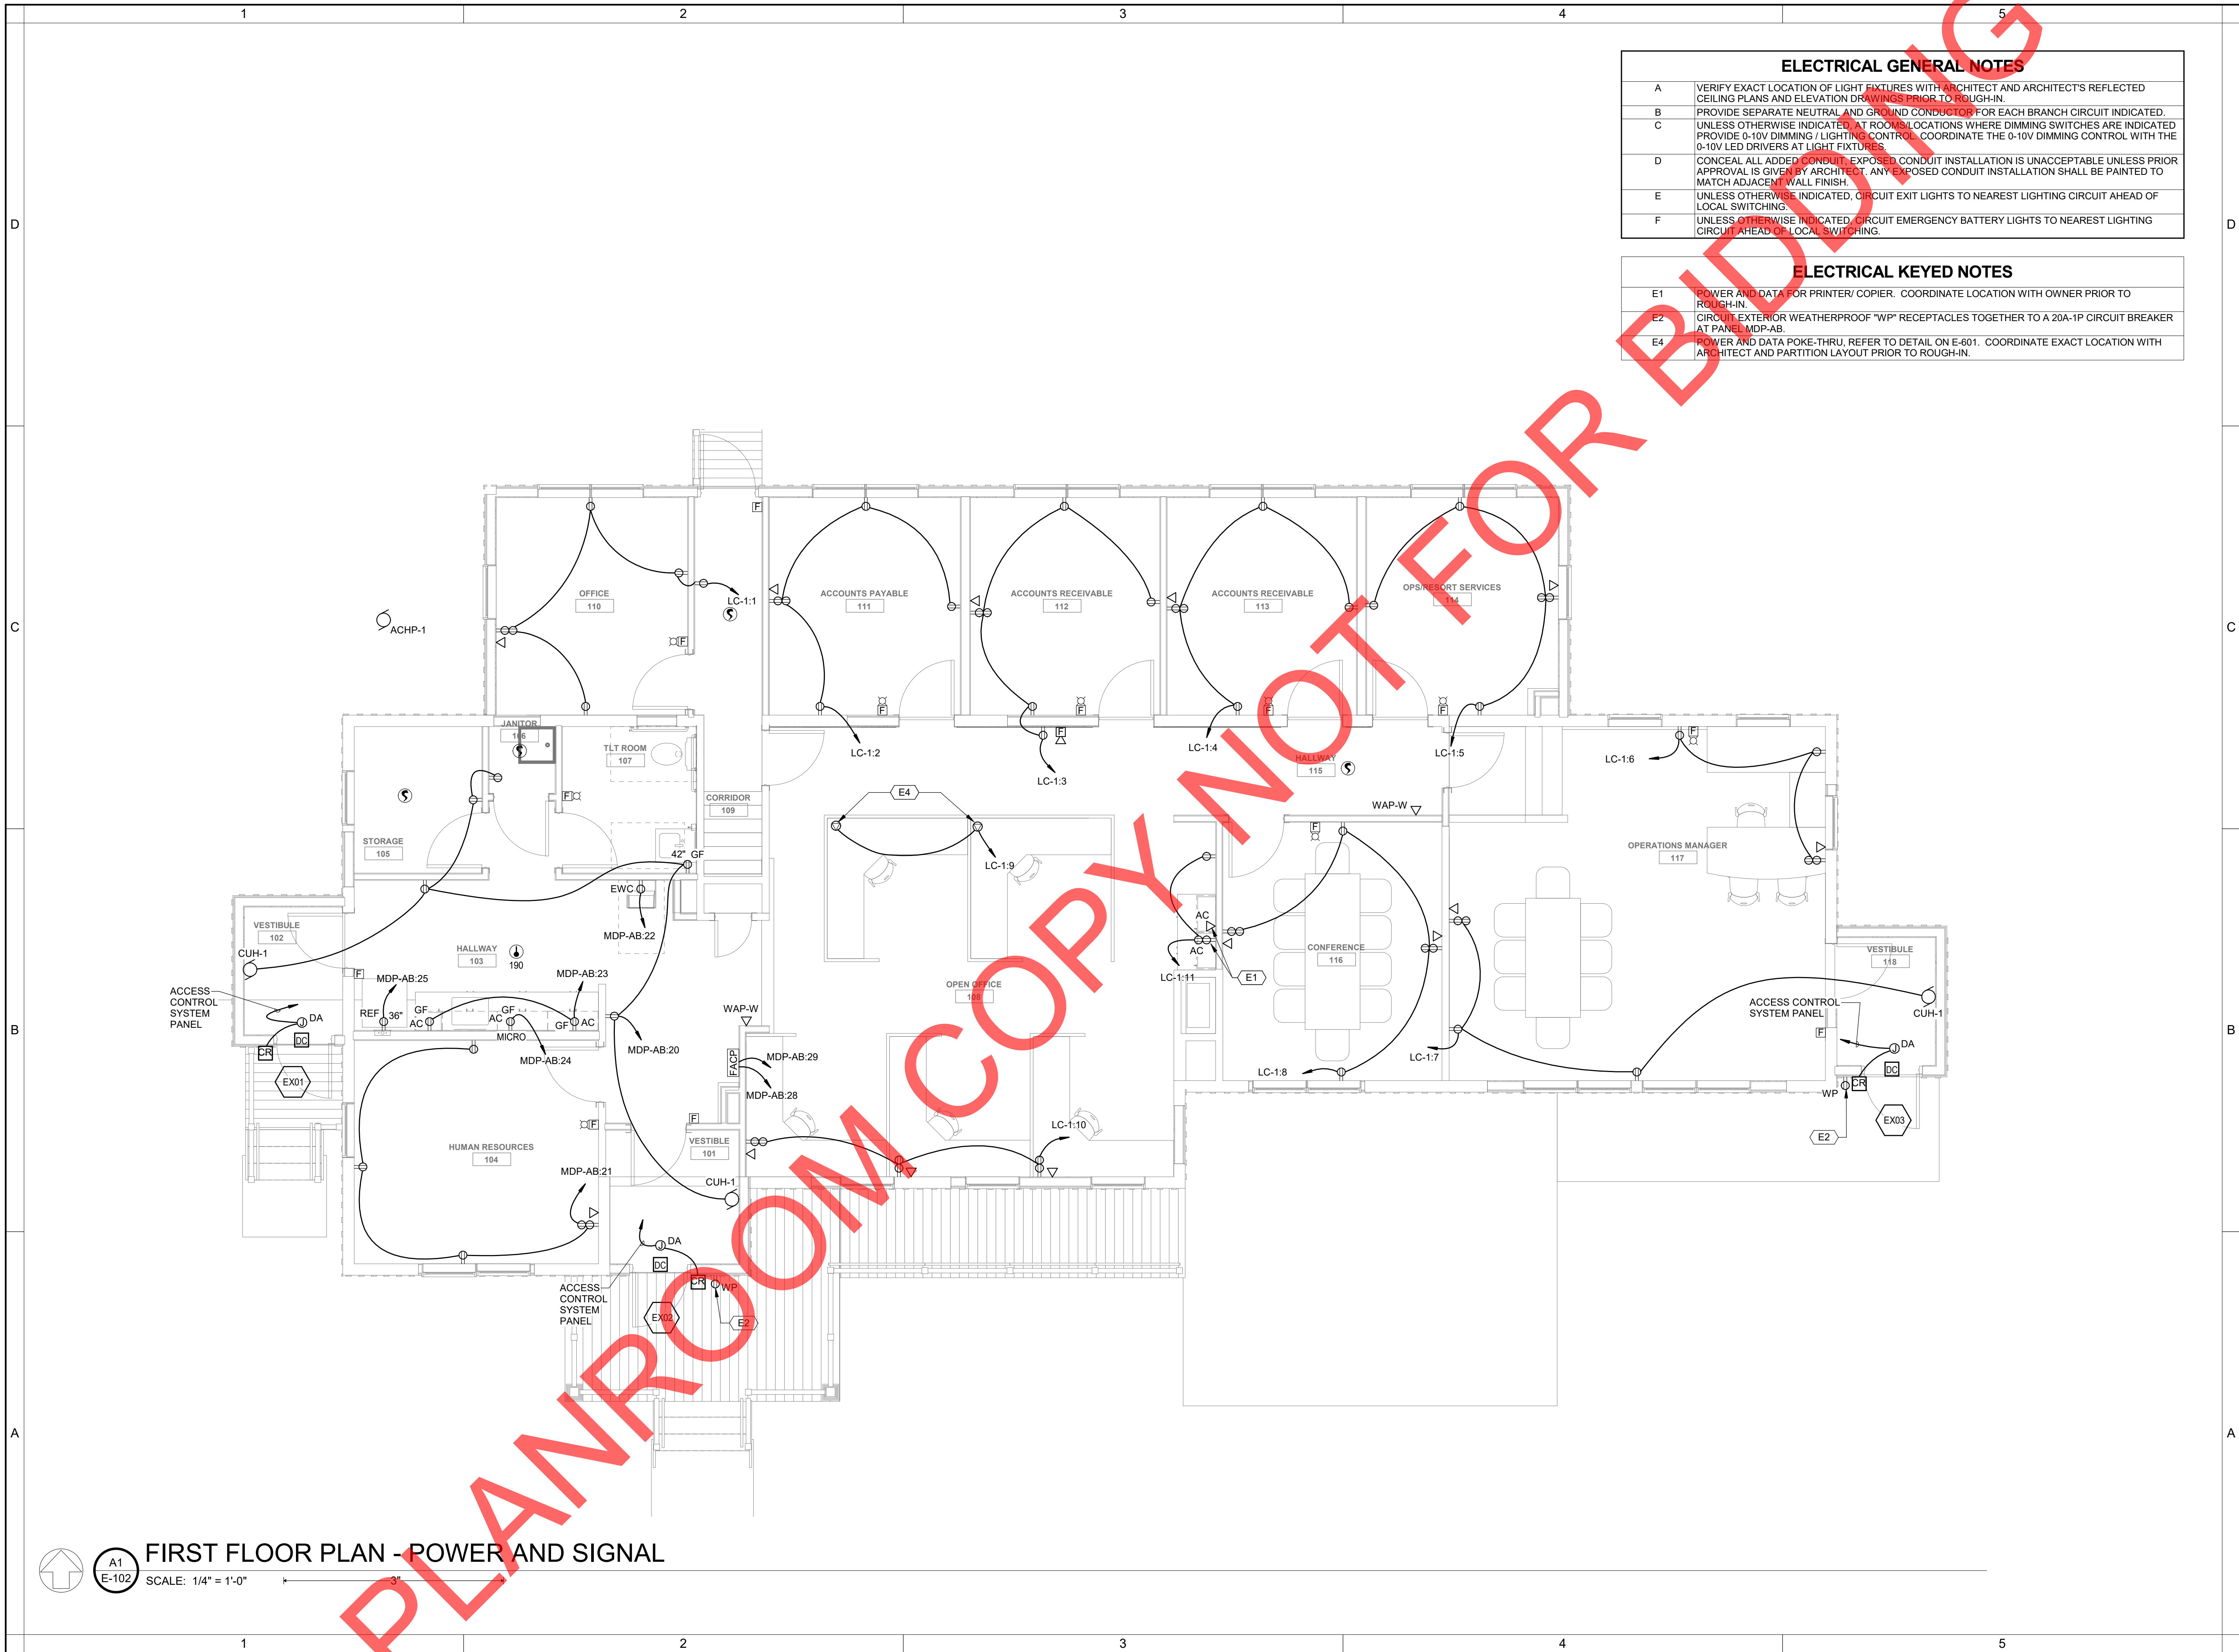 1 2 3 4 5
ELECTRICAL GENERAL NOTES
A VERIFY EXACT LOCATION OF LIGHT FIXTURES WITH ARCHITECT AND ARCHITECT'S REFLECTED
CEILING PLANS AND ELEVATION DRAWINGS PRIOR TO ROUGH-IN.
B PROVIDE SEPARATE NEUTRAL AND GROUND CONDUCTOR FOR EACH BRANCH CIRCUIT INDICATED.
C UNLESS OTHERWISE INDICATED, AT ROOMS/LOCATIONS WHERE DIMMING SWITCHES ARE INDICATED
PROVIDE 0-10V DIMMING / LIGHTING CONTROL. COORDINATE THE 0-10V DIMMING CONTROL WITH THE
0-10V LED DRIVERS AT LIGHT FIXTURES.
D CONCEAL ALL ADDED CONDUIT, EXPOSED CONDUIT INSTALLATION IS UNACCEPTABLE UNLESS PRIOR
APPROVAL IS GIVEN BY ARCHITECT. ANY EXPOSED CONDUIT INSTALLATION SHALL BE PAINTED TO
MATCH ADJACENT WALL FINISH.
E UNLESS OTHERWISE INDICATED, CIRCUIT EXIT LIGHTS TO NEAREST LIGHTING CIRCUIT AHEAD OF
LOCAL SWITCHING.
F UNLESS OTHERWISE INDICATED, CIRCUIT EMERGENCY BATTERY LIGHTS TO NEAREST LIGHTING
CIRCUIT AHEAD OF LOCAL SWITCHING.
D D
ELECTRICAL KEYED NOTES
E1 POWER AND DATA FOR PRINTER/ COPIER. COORDINATE LOCATION WITH OWNER PRIOR TO
ROUGH-IN.
E2 CIRCUIT EXTERIOR WEATHERPROOF "WP" RECEPTACLES TOGETHER TO A 20A-1P CIRCUIT BREAKER
AT PANEL MDP-AB.
E4 POWER AND DATA POKE-THRU, REFER TO DETAIL ON E-601. COORDINATE EXACT LOCATION WITH
ARCHITECT AND PARTITION LAYOUT PRIOR TO ROUGH-IN.
PLANROOM COPY NOT FOR BIDDING
F
OFFICE
110
LC-1:1
ACCOUNTS PAYABLE
111
ACCOUNTS RECEIVABLE
112
ACCOUNTS RECEIVABLE
113
OPS/RESORT SERVICES
114
C C
ACHP-1
F
F
F
F
F
JANITOR
106
TLT ROOM
107
LC-1:2
F
LC-1:3
LC-1:4
HALLWAY
115
LC-1:5
LC-1:6
F
F
CORRIDOR
109
E4
WAP-W
STORAGE
105
42" GF
LC-1:9
F
OPERATIONS MANAGER
117
EWC
MDP-AB:22
VESTIBULE
102
CUH-1
HALLWAY
103
190
AC
AC
LC-1:11
E1
CONFERENCE
116
VESTIBULE
118
F
MDP-AB:25
MDP-AB:23
OPEN OFFICE
108
ACCESS
CONTROL
SYSTEM
PANEL
DA
DC
CR
EX01
REF 36"
GF
AC
GF
AC
MICRO
GF AC
MDP-AB:24
MDP-AB:20
WAP-W
FACP
MDP-AB:29
MDP-AB:28
LC-1:8
LC-1:7
ACCESS CONTROL
SYSTEM PANEL
CUH-1
F
DA
DC
CR
WP
EX03
E2
B B
HUMAN RESOURCES
104
F
F
VESTIBLE
101
LC-1:10
MDP-AB:21
CUH-1
DA
DC
CR
WP
ACCESS
CONTROL
SYSTEM
PANEL
EX02
E2
A A
A1
E-102
FIRST FLOOR PLAN - POWER AND SIGNAL
SCALE: 1/4" = 1'-0"
3"
1 2 3 4 5